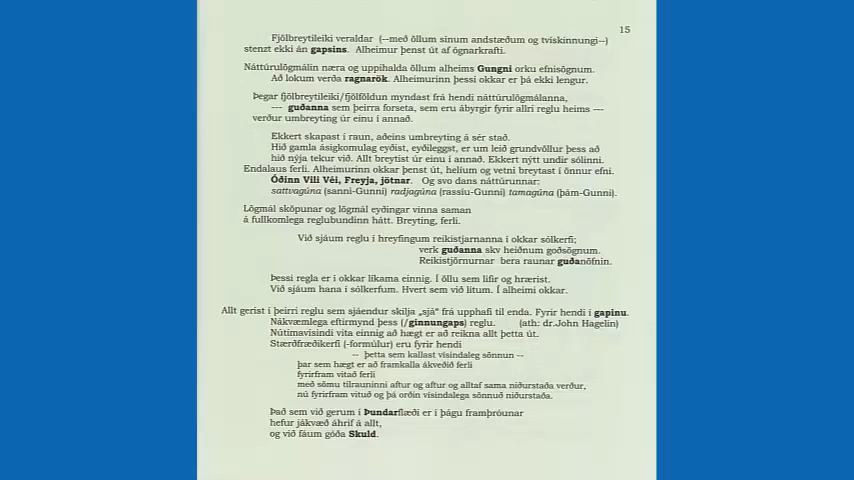 15
Fjölbreytileiki veraldar (--með öllum sínum andstæðum og tvískinnungi--)
stenzt ekki án gapsins. Alheimur þenst út af ógnarkrafti.
Náttúrulögmálin næra og uppihalda öllum alheims Gungni orku efnisögnum.
Að lokum verða ragnarök. Alheimurinn þessi okkar er þá ekki lengur.
Þegar fjölbreytileiki/fjölföldun myndast frá hendi náttúrulögmálanna,
--- guðanna sem þeirra forseta, sem eru ábyrgir fyrir allri reglu heims ---
verður umbreyting úr einu í annað.
Ekkert skapast í raun, aðeins umbreyting á sér stað.
Hið gamla ásigkomulag eyðist, eyðileggst, er um leið grundvöllur þess að
hið nýja tekur við. Allt breytist úr einu í annað. Ekkert nýtt undir sólinni.
Endalaus ferli. Alheimurinn okkar þenst út, helíum og vetni breytast í önnur efni.
Óðinn Vili Véi, Freyja, jötnar. Og svo dans náttúrunnar:
sattvagúna (sanni-Gunni) radjagúna (rassíu-Gunni) tamagúna (þám-Gunni).
Lögmál sköpunar og lögmál eyðingar vinna saman
á fullkomlega reglubundinn hátt. Breyting, ferli.
Við sjáum reglu í hreyfingum reikistjarnanna í okkar sólkerfi;
verk guðanna skv heiðnum goðsögnum.
Reikistjörnurnar bera raunar guðanöfnin.
Þessi regla er í okkar líkama einnig. Í öllu sem lifir og hrærist.
Við sjáum hana í sólkerfum. Hvert sem við lítum. Í alheimi okkar.
Allt gerist í þeirri reglu sem sjáendur skilja „sjá“ frá upphafi til enda. Fyrir hendi í gapinu.
Nákvæmlega eftirmynd þess (/ginnungaps) reglu. (ath: dr.John Hagelin)
Nútímavísindi vita einnig að hægt er að reikna allt þetta út.
Stærðfræðikerfi (-formúlur) eru fyrir hendi
-- þetta sem kallast vísindaleg sönnun --
þar sem hægt er að framkalla ákveðið ferli
fyrirfram vitað ferli
með sömu tilrauninni aftur og aftur og alltaf sama niðurstaða verður,
nú fyrirfram vituð og þá orðin vísindalega sönnuð niðurstaða.
Það sem við gerum í Þundarflæði er í þágu framþróunar
hefur jákvæð áhrif á allt,
og við fáum góða Skuld.